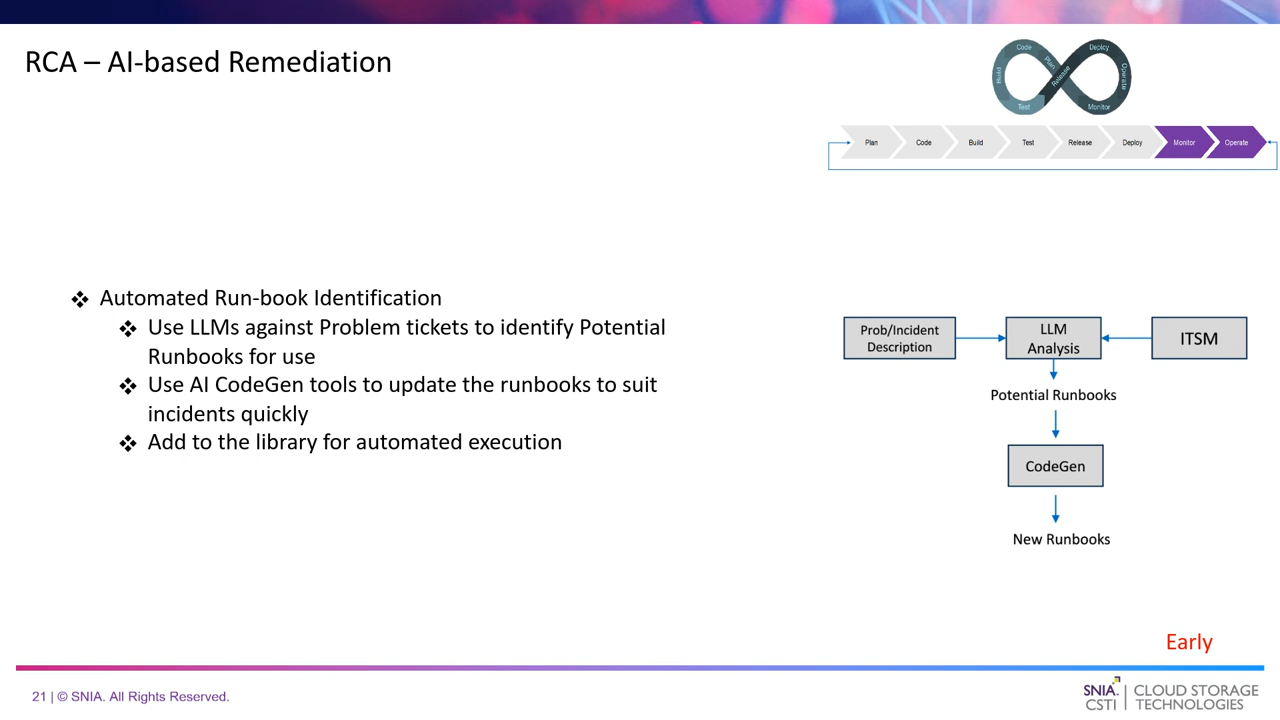 RCA – AI-based Remediation
Code
Plan
Build
Test
Release
Deploy
Operate
Monitor
Plan
Code
Build
Test
Release
Deploy
Monitor
Operate
Automated Run-book Identification
Use LLMs against Problem tickets to identify Potential
Runbooks for use
Use AI CodeGen tools to update the runbooks to suit
incidents quickly
Add to the library for automated execution
Prob/Incident
Description
LLM
Analysis
ITSM
Potential Runbooks
CodeGen
New Runbooks
Early
21 | © SNIA. All Rights Reserved.
SNIA.
CSTI
CLOUD STORAGE
TECHNOLOGIES